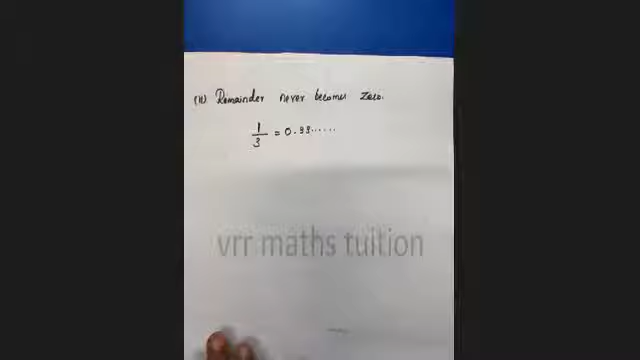 (ii) Remainder never becomes zero.
1/3 = 0.33......
vrr maths tuition